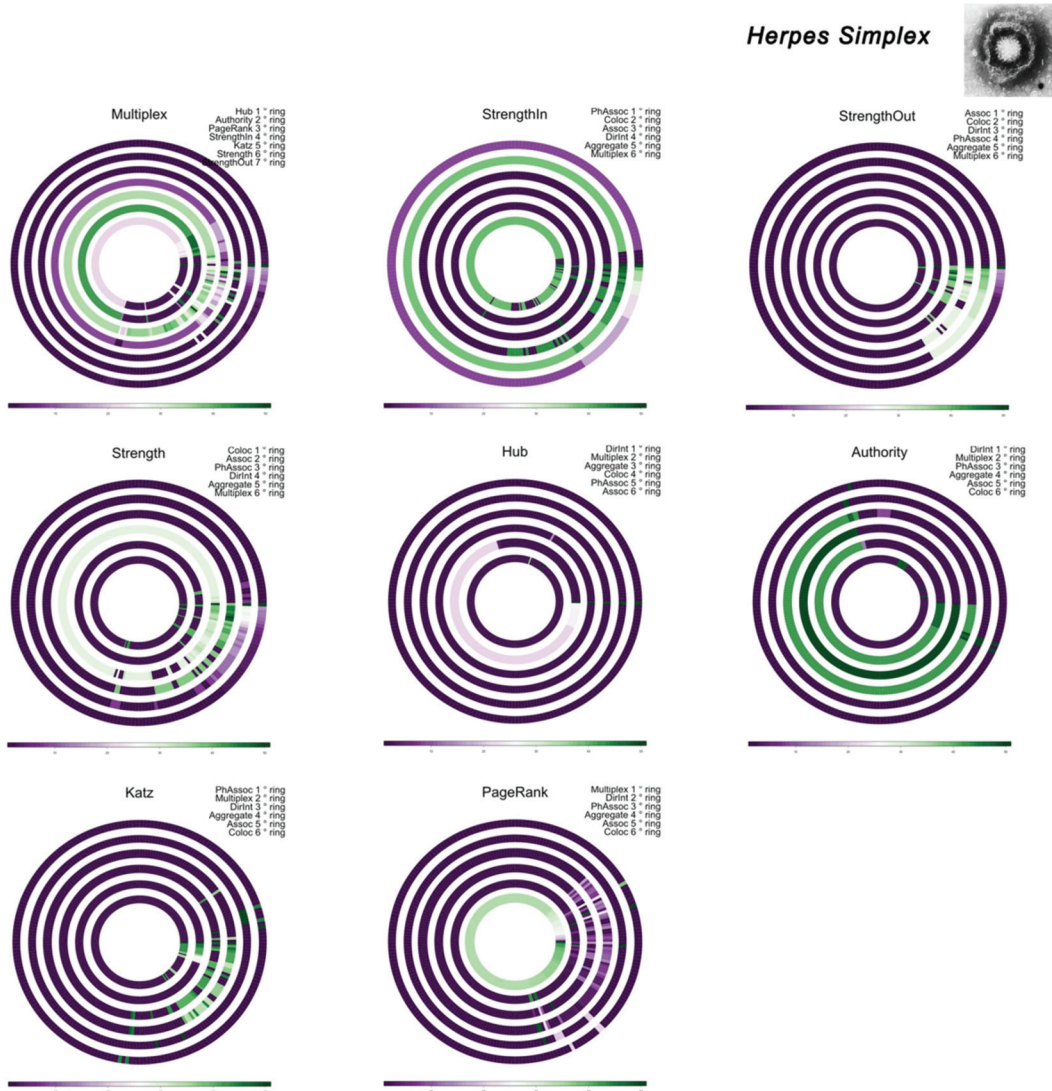 Herpes Simplex
Multiplex
Hub 1 ° ring
Authority 2 ° ring
PageRank 3 ° ring
StrengthIn 4 ° ring
Katz 5 ° ring
Strength 6 ° ring
StrengthOut 7 ° ring
StrengthIn
PhAssoc 1 ° ring
Coloc 2 ° ring
Assoc 3 ° ring
DirInt 4 ° ring
Aggregate 5 ° ring
Multiplex 6 ° ring
StrengthOut
Assoc 1 ° ring
Coloc 2 ° ring
DirInt 3 ° ring
PhAssoc 4 ° ring
Aggregate 5 ° ring
Multiplex 6 ° ring
Strength
Coloc 1 ° ring
Assoc 2 ° ring
PhAssoc 3 ° ring
DirInt 4 ° ring
Aggregate 5 ° ring
Multiplex 6 ° ring
Hub
DirInt 1 ° ring
Multiplex 2 ° ring
Aggregate 3 ° ring
Coloc 4 ° ring
PhAssoc 5 ° ring
Assoc 6 ° ring
Authority
DirInt 1 ° ring
Multiplex 2 ° ring
PhAssoc 3 ° ring
Aggregate 4 ° ring
Assoc 5 ° ring
Coloc 6 ° ring
Katz
PhAssoc 1 ° ring
Multiplex 2 ° ring
DirInt 3 ° ring
Aggregate 4 ° ring
Assoc 5 ° ring
Coloc 6 ° ring
PageRank
Multiplex 1 ° ring
DirInt 2 ° ring
PhAssoc 3 ° ring
Aggregate 4 ° ring
Assoc 5 ° ring
Coloc 6 ° ring